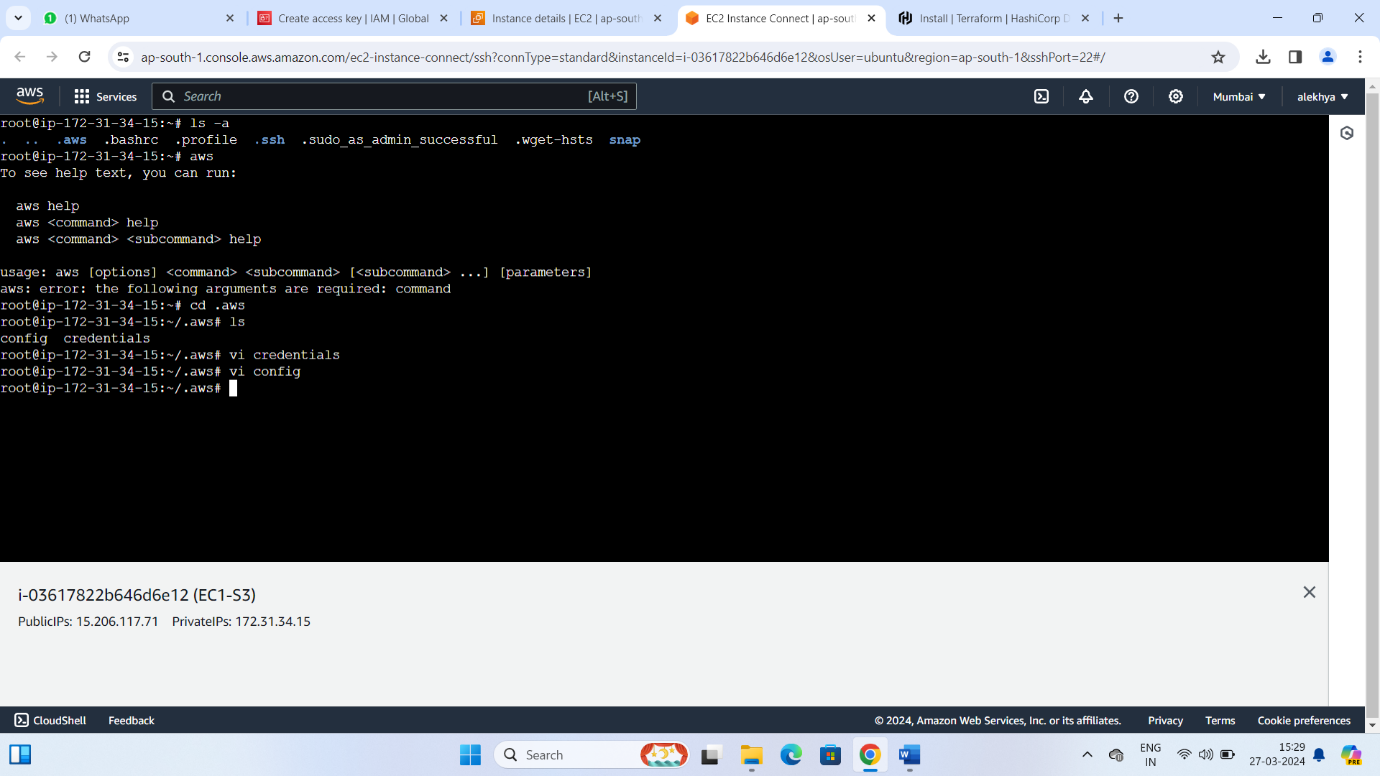 (1) WhatsApp
Create access key | IAM | Global
Instance details | EC2 | ap-south
EC2 Instance Connect | ap-sout
Install | Terraform | HashiCorp D
ap-south-1.console.aws.amazon.com/ec2-instance-connect/ssh?connType=standard&instanceId=i-03617822b646d6e12&osUser=ubuntu&region=ap-south-1&sshPort=22#/
aws Services Search [Alt+S] Mumbai alekhya
root@ip-172-31-34-15:~# ls -a
. .. .aws .bashrc .profile .ssh .sudo_as_admin_successful .wget-hsts snap
root@ip-172-31-34-15:~# aws
To see help text, you can run:
aws help
aws <command> help
aws <command> <subcommand> help
usage: aws [options] <command> <subcommand> [<subcommand> ...] [parameters]
aws: error: the following arguments are required: command
root@ip-172-31-34-15:~# cd .aws
root@ip-172-31-34-15:~/.aws# ls
config credentials
root@ip-172-31-34-15:~/.aws# vi credentials
root@ip-172-31-34-15:~/.aws# vi config
root@ip-172-31-34-15:~/.aws#
i-03617822b646d6e12 (EC1-S3)
PublicIPs: 15.206.117.71 PrivateIPs: 172.31.34.15
CloudShell Feedback © 2024, Amazon Web Services, Inc. or its affiliates. Privacy Terms Cookie preferences
Search
ENG
IN
15:29
27-03-2024
PRE